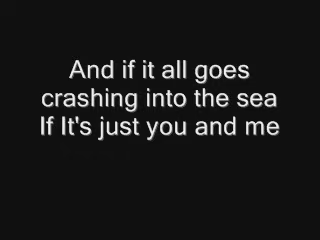 And if it all goes
crashing into the sea
If It's just you and me